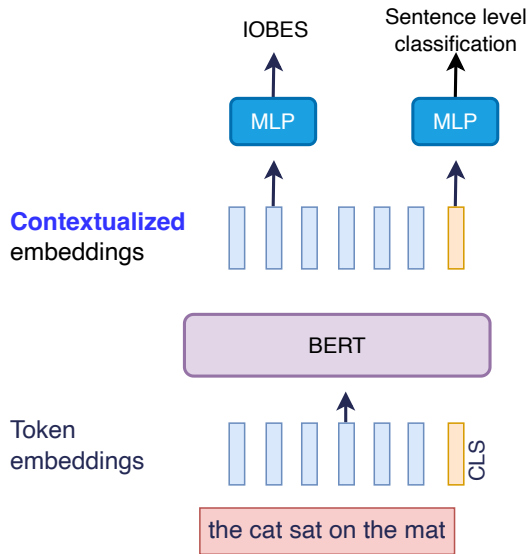 IOBES
Sentence level
classification
MLP
MLP
Contextualized
embeddings
BERT
Token
embeddings
CLS
the cat sat on the mat